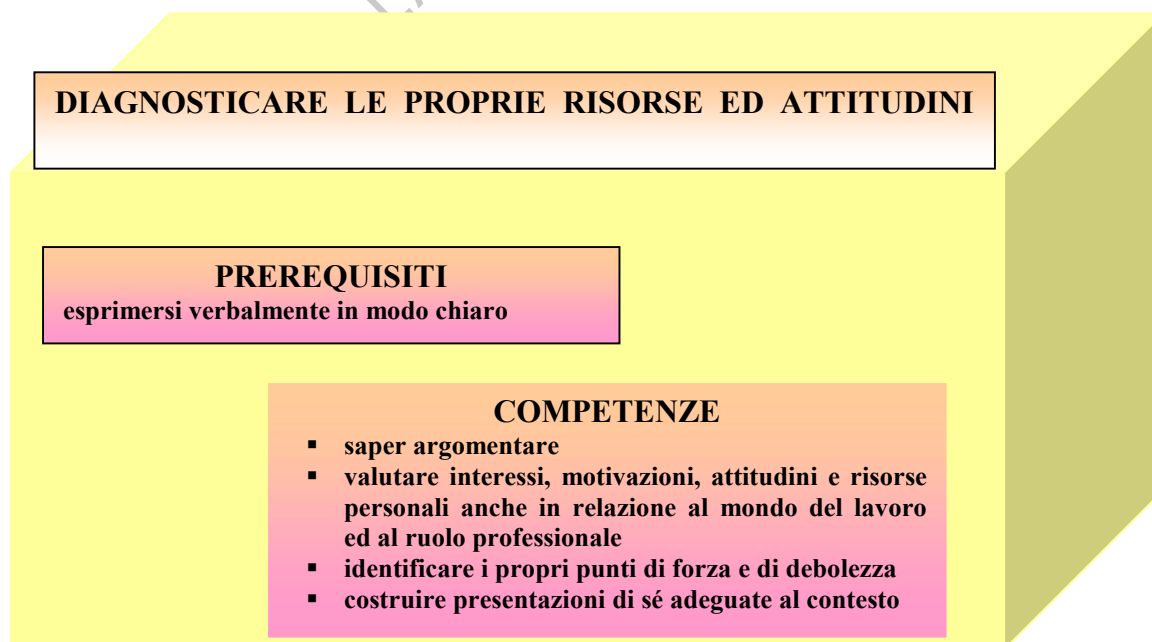 DIAGNOSTICARE LE PROPRIE RISORSE ED ATTITUDINI
PREREQUISITI
esprimersi verbalmente in modo chiaro
COMPETENZE
▪ saper argomentare
▪ valutare interessi, motivazioni, attitudini e risorse
personali anche in relazione al mondo del lavoro
ed al ruolo professionale
▪ identificare i propri punti di forza e di debolezza
▪ costruire presentazioni di sé adeguate al contesto